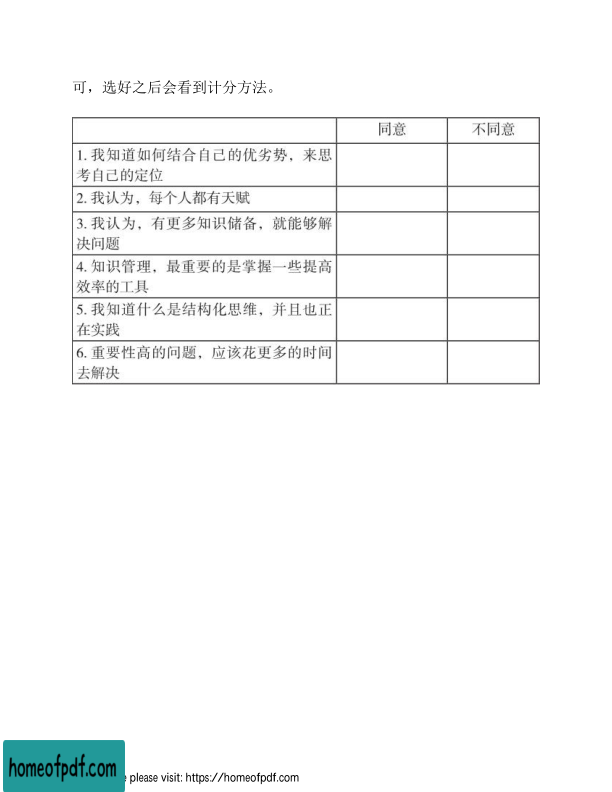 可，选好之后会看到计分方法。
同意 不同意
1. 我知道如何结合自己的优劣势，来思
考自己的定位
2. 我认为，每个人都有天赋
3. 我认为，有更多知识储备，就能够解
决问题
4. 知识管理，最重要的是掌握一些提高
效率的工具
5. 我知道什么是结构化思维，并且也正
在实践
6. 重要性高的问题，应该花更多的时间
去解决
homeofpdf.com
e please visit: https://homeofpdf.com